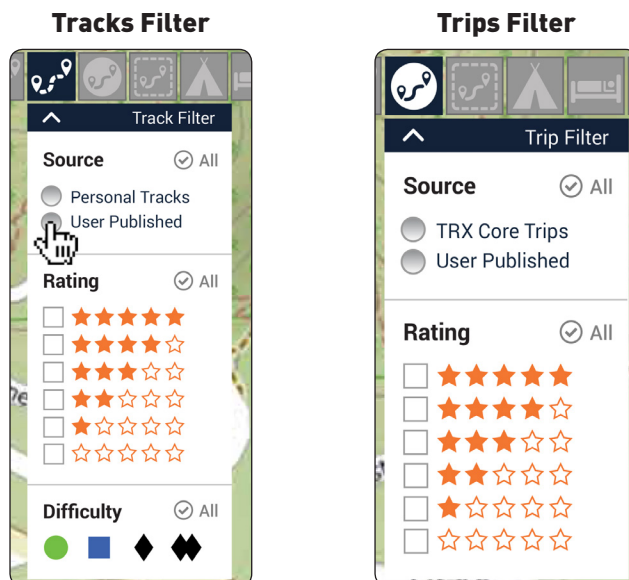 Tracks Filter
Track Filter
Source All
Personal Tracks
User Published
Rating All
Difficulty All
Trips Filter
Trip Filter
Source All
TRX Core Trips
User Published
Rating All